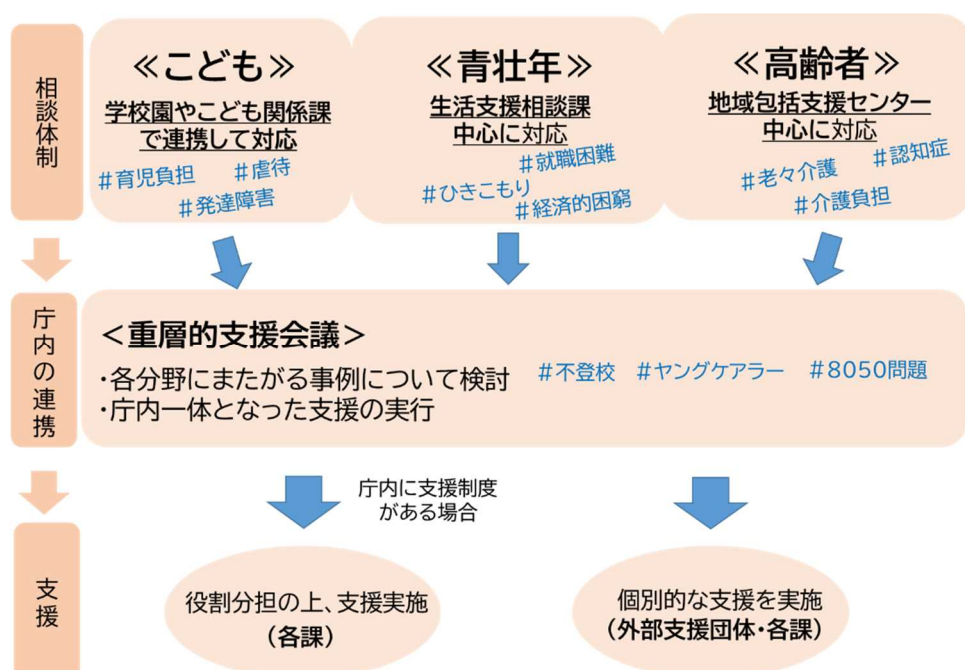 相談体制
≪こども≫
学校園やこども関係課
で連携して対応
#育児負担
#虐待
#発達障害
≪青壮年≫
生活支援相談課
中心に対応
#就職困難
#ひきこもり
#経済的困窮
≪高齢者≫
地域包括支援センター
中心に対応
#認知症
#老々介護
#介護負担
庁内の連携
＜重層的支援会議＞
・各分野にまたがる事例について検討
・庁内一体となった支援の実行
#不登校 #ヤングケアラー #8050問題
庁内に支援制度
がある場合
支援
役割分担の上、支援実施
(各課)
個別的な支援を実施
(外部支援団体・各課)